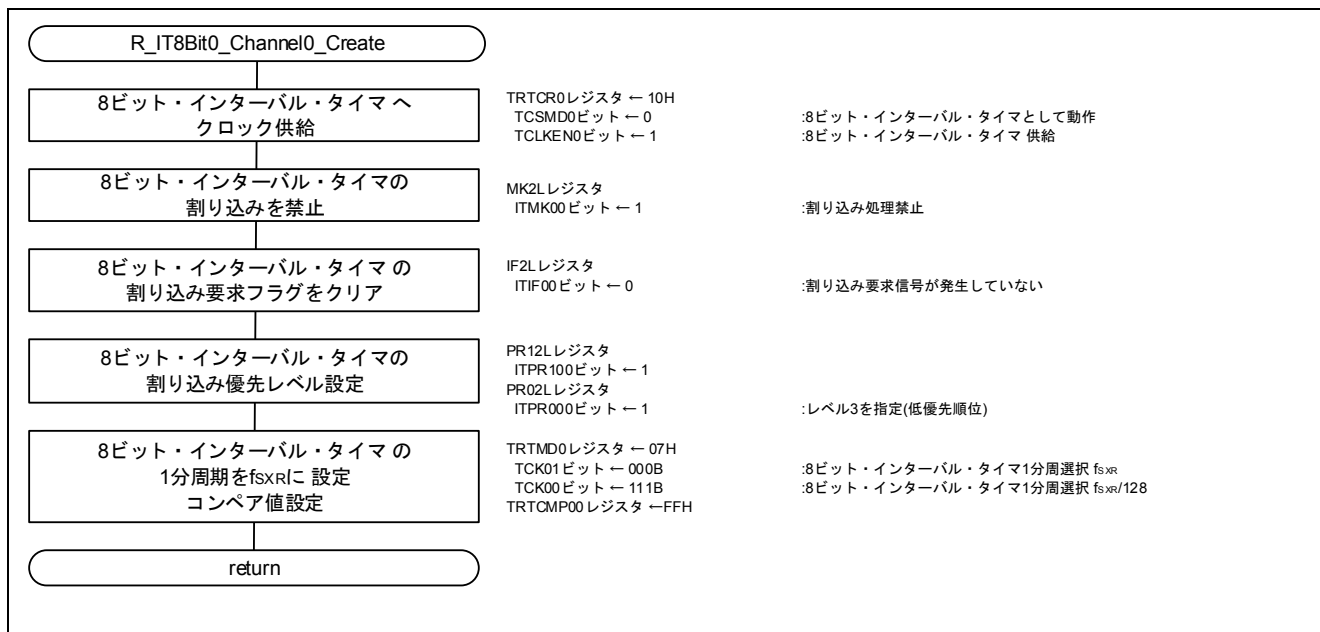 R_IT8Bit0_Channel0_Create
8ビット・インターバル・タイマ へ
クロック供給
TRTCR0レジスタ ← 10H
TCSMD0ビット ← 0 :8ビット・インターバル・タイマとして動作
TCLKEN0ビット ← 1 :8ビット・インターバル・タイマ 供給
8ビット・インターバル・タイマの
割り込みを禁止
MK2Lレジスタ
ITMK00ビット ← 1 :割り込み処理禁止
8ビット・インターバル・タイマ の
割り込み要求フラグをクリア
IF2Lレジスタ
ITIF00ビット ← 0 :割り込み要求信号が発生していない
8ビット・インターバル・タイマの
割り込み優先レベル設定
PR12Lレジスタ
ITPR100ビット ← 1
PR02Lレジスタ
ITPR000ビット ← 1 :レベル3を指定(低優先順位)
8ビット・インターバル・タイマ の
1分周期をfSXRに 設定
コンペア値設定
TRTMD0レジスタ ← 07H
TCK01ビット ← 000B :8ビット・インターバル・タイマ1分周選択 fSXR
TCK00ビット ← 111B :8ビット・インターバル・タイマ1分周選択 fSXR/128
TRTCMP00レジスタ ←FFH
return